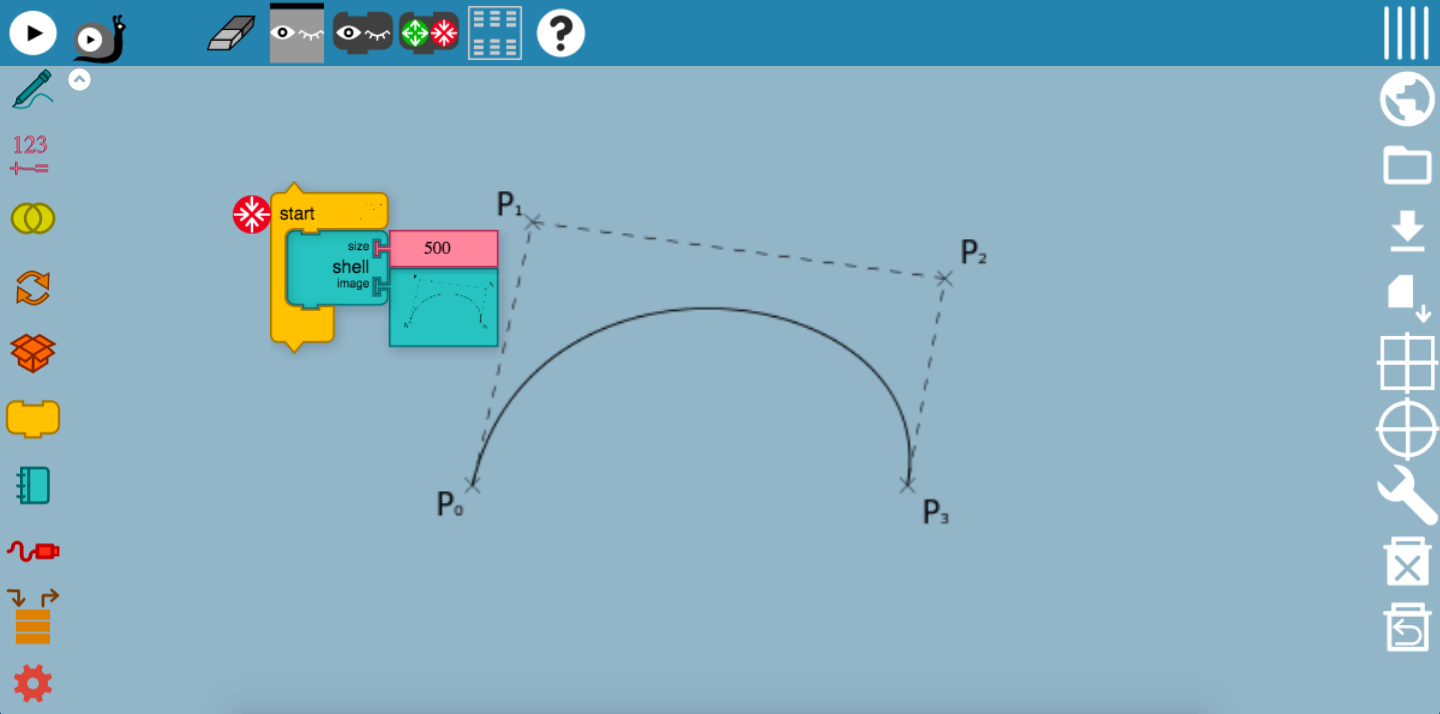 ?
123
+–=
start
size
500
shell
image
P₁
P₂
P₀
P₃